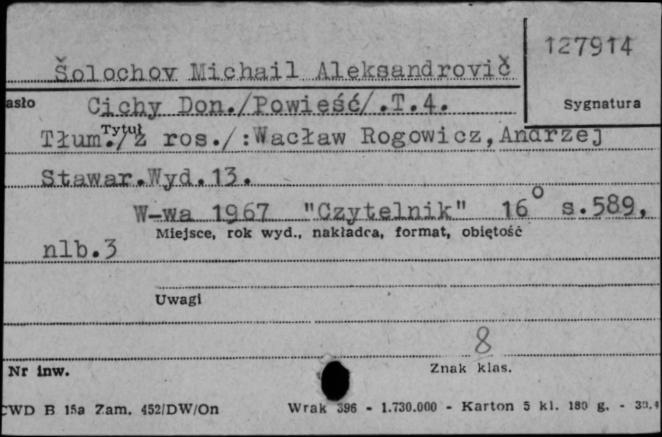 127914
Šolochov Michail Aleksandrovič
asło Cichy Don./Powieść/.T.4. Sygnatura
Tytuł
Tłum./z ros./:Wacław Rogowicz,Andrzej
Stawar.Wyd.13.
W-wa 1967 "Czytelnik" 16° s.589,
Miejsce, rok wyd., nakładca, format, objętość
nlb.3
Uwagi
8
Nr inw. Znak klas.
CWD B 15a Zam. 452/DW/On Wrak 396 - 1.730.000 - Karton 5 kl. 180 g. -